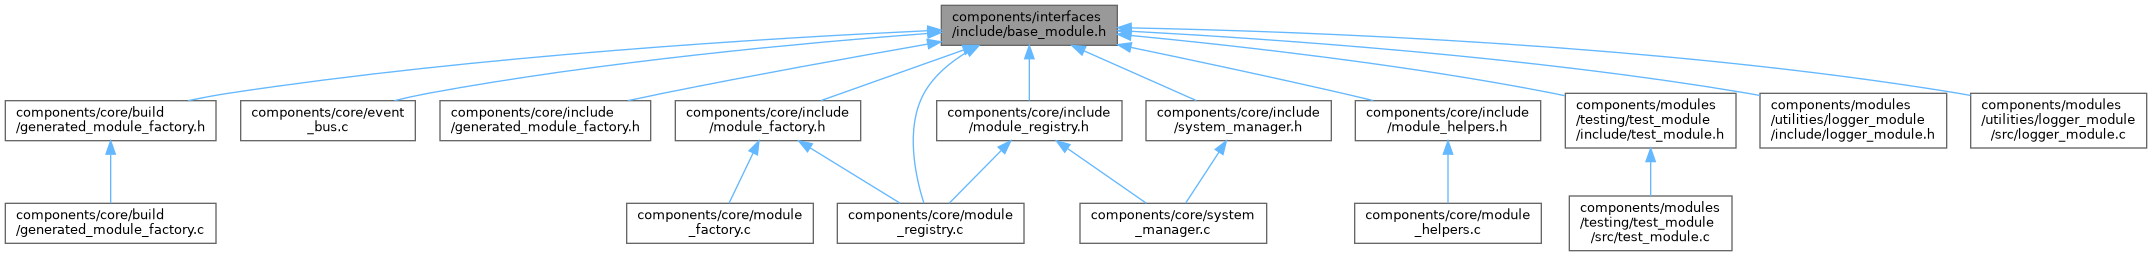 components/interfaces
/include/base_module.h
components/core/build
/generated_module_factory.h
components/core/event
_bus.c
components/core/include
/generated_module_factory.h
components/core/include
/module_factory.h
components/core/include
/module_registry.h
components/core/include
/system_manager.h
components/core/include
/module_helpers.h
components/modules
/testing/test_module
/include/test_module.h
components/modules
/utilities/logger_module
/include/logger_module.h
components/modules
/utilities/logger_module
/src/logger_module.c
components/core/build
/generated_module_factory.c
components/core/module
_factory.c
components/core/module
_registry.c
components/core/system
_manager.c
components/core/module
_helpers.c
components/modules
/testing/test_module
/src/test_module.c